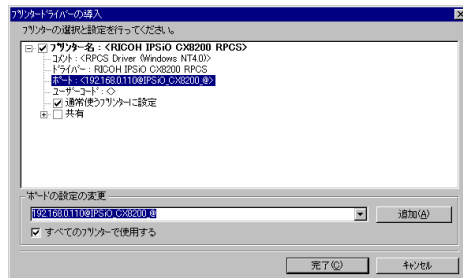 プリンタードライバーの導入
プリンターの選択と設定を行ってください。
プリンター名 : <RICOH IPSiO CX8200 RPCS>
コメント : <RPCS Driver (Windows NT4.0)>
ドライバー : RICOH IPSiO CX8200 RPCS
ポート : <192.168.0.110@IPSiO_CX8200_@>
ユーザーコード : <>
通常使うプリンターに設定
共有
ポートの設定の変更
192.168.0.110@IPSiO_CX8200_@
追加(A)
すべてのプリンターで使用する
完了(C)
キャンセル